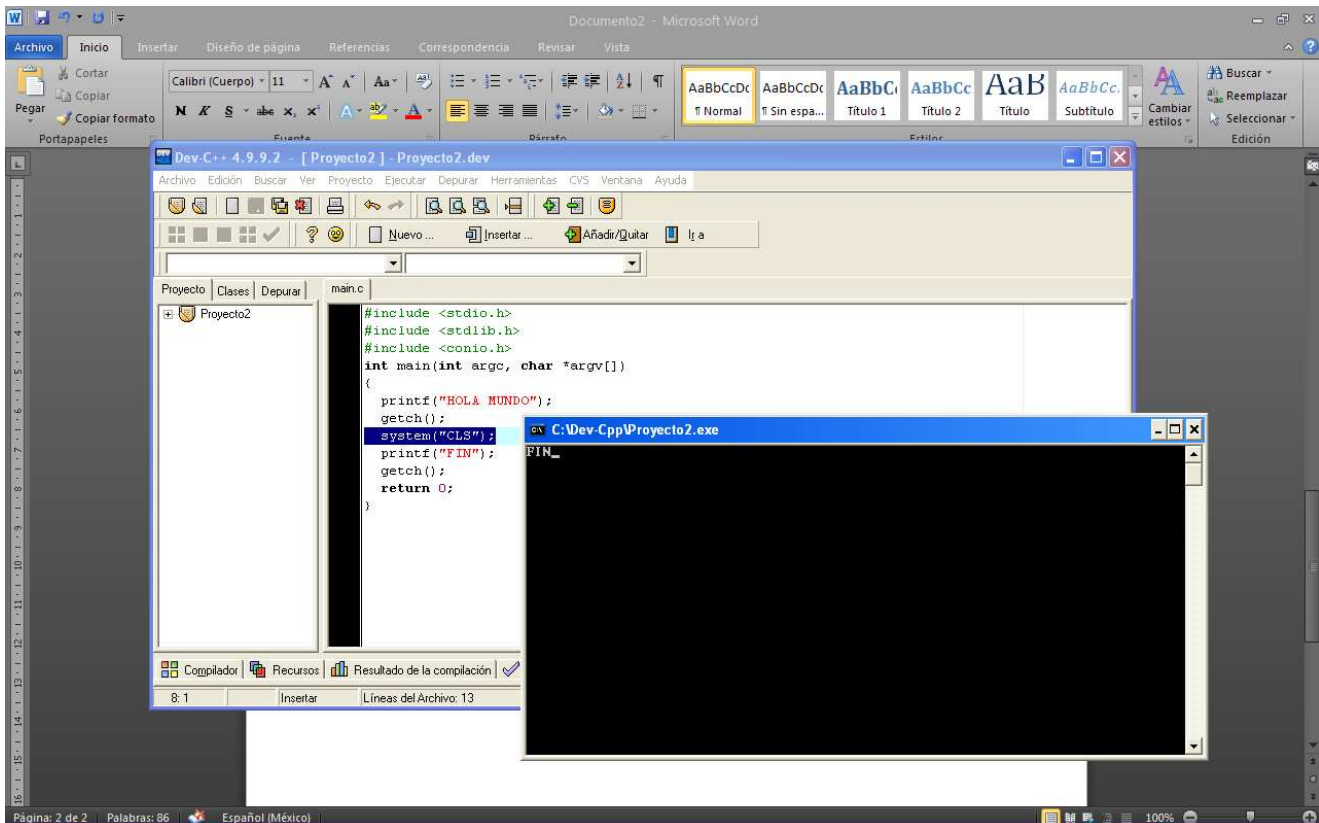 Documento2 - Microsoft Word
Archivo Inicio Insertar Diseño de página Referencias Correspondencia Revisar Vista
Pegar
Cortar
Copiar
Copiar formato
Portapapeles
Calibri (Cuerpo) 11
Fuente
Párrafo
AaBbCcDc AaBbCcDc AaBbC AaBbCc AaB AaBbCc.
¶ Normal ¶ Sin espa... Título 1 Título 2 Título Subtítulo
Cambiar estilos
Estilos
Buscar
Reemplazar
Seleccionar
Edición
Dev-C++ 4.9.9.2 - [ Proyecto2 ] - Proyecto2.dev
Archivo Edición Buscar Ver Proyecto Ejecutar Depurar Herramientas CVS Ventana Ayuda
Nuevo ... Insertar ... Añadir/Quitar Ir a
Proyecto Clases Depurar main.c
Proyecto2
#include <stdio.h>
#include <stdlib.h>
#include <conio.h>
int main(int argc, char *argv[])
{
printf("HOLA MUNDO");
getch();
system("CLS");
printf("FIN");
getch();
return 0;
}
C:\Dev-Cpp\Proyecto2.exe
FIN_
Compilador Recursos Resultado de la compilación
8: 1 Insertar Líneas del Archivo: 13
Página: 2 de 2 Palabras: 86 Español (México) 100%